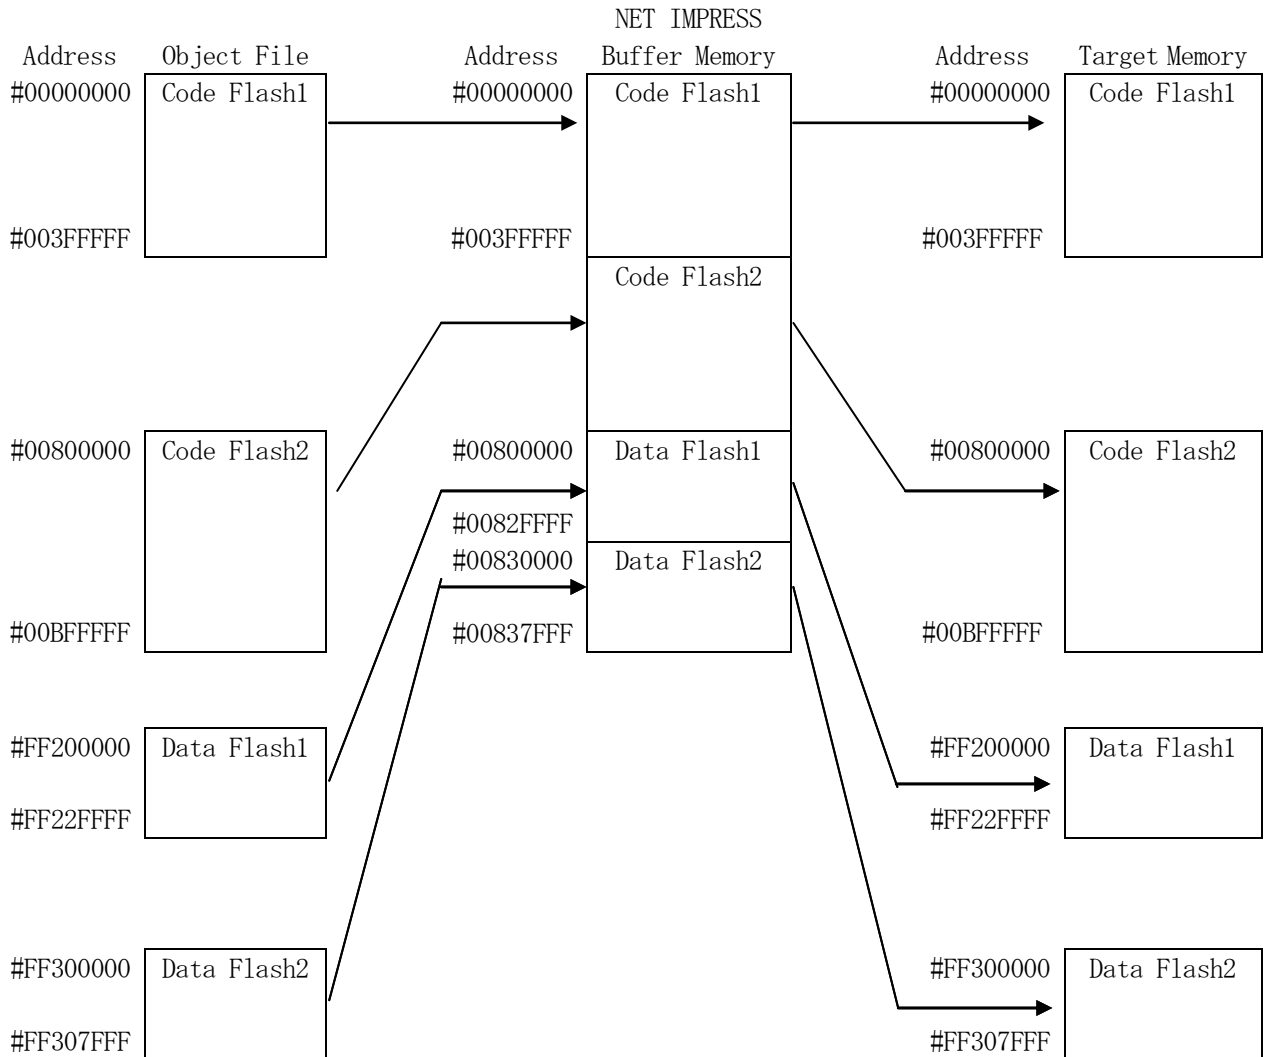 NET IMPRESS
Address Object File Address Buffer Memory Address Target Memory
#00000000 Code Flash1 #00000000 Code Flash1 #00000000 Code Flash1
#003FFFFF #003FFFFF #003FFFFF
Code Flash2
#00800000 Code Flash2 #00800000 Data Flash1 #00800000 Code Flash2
#0082FFFF
#00830000 Data Flash2
#00BFFFFF #00837FFF #00BFFFFF
#FF200000 Data Flash1 #FF200000 Data Flash1
#FF22FFFF #FF22FFFF
#FF300000 Data Flash2 #FF300000 Data Flash2
#FF307FFF #FF307FFF